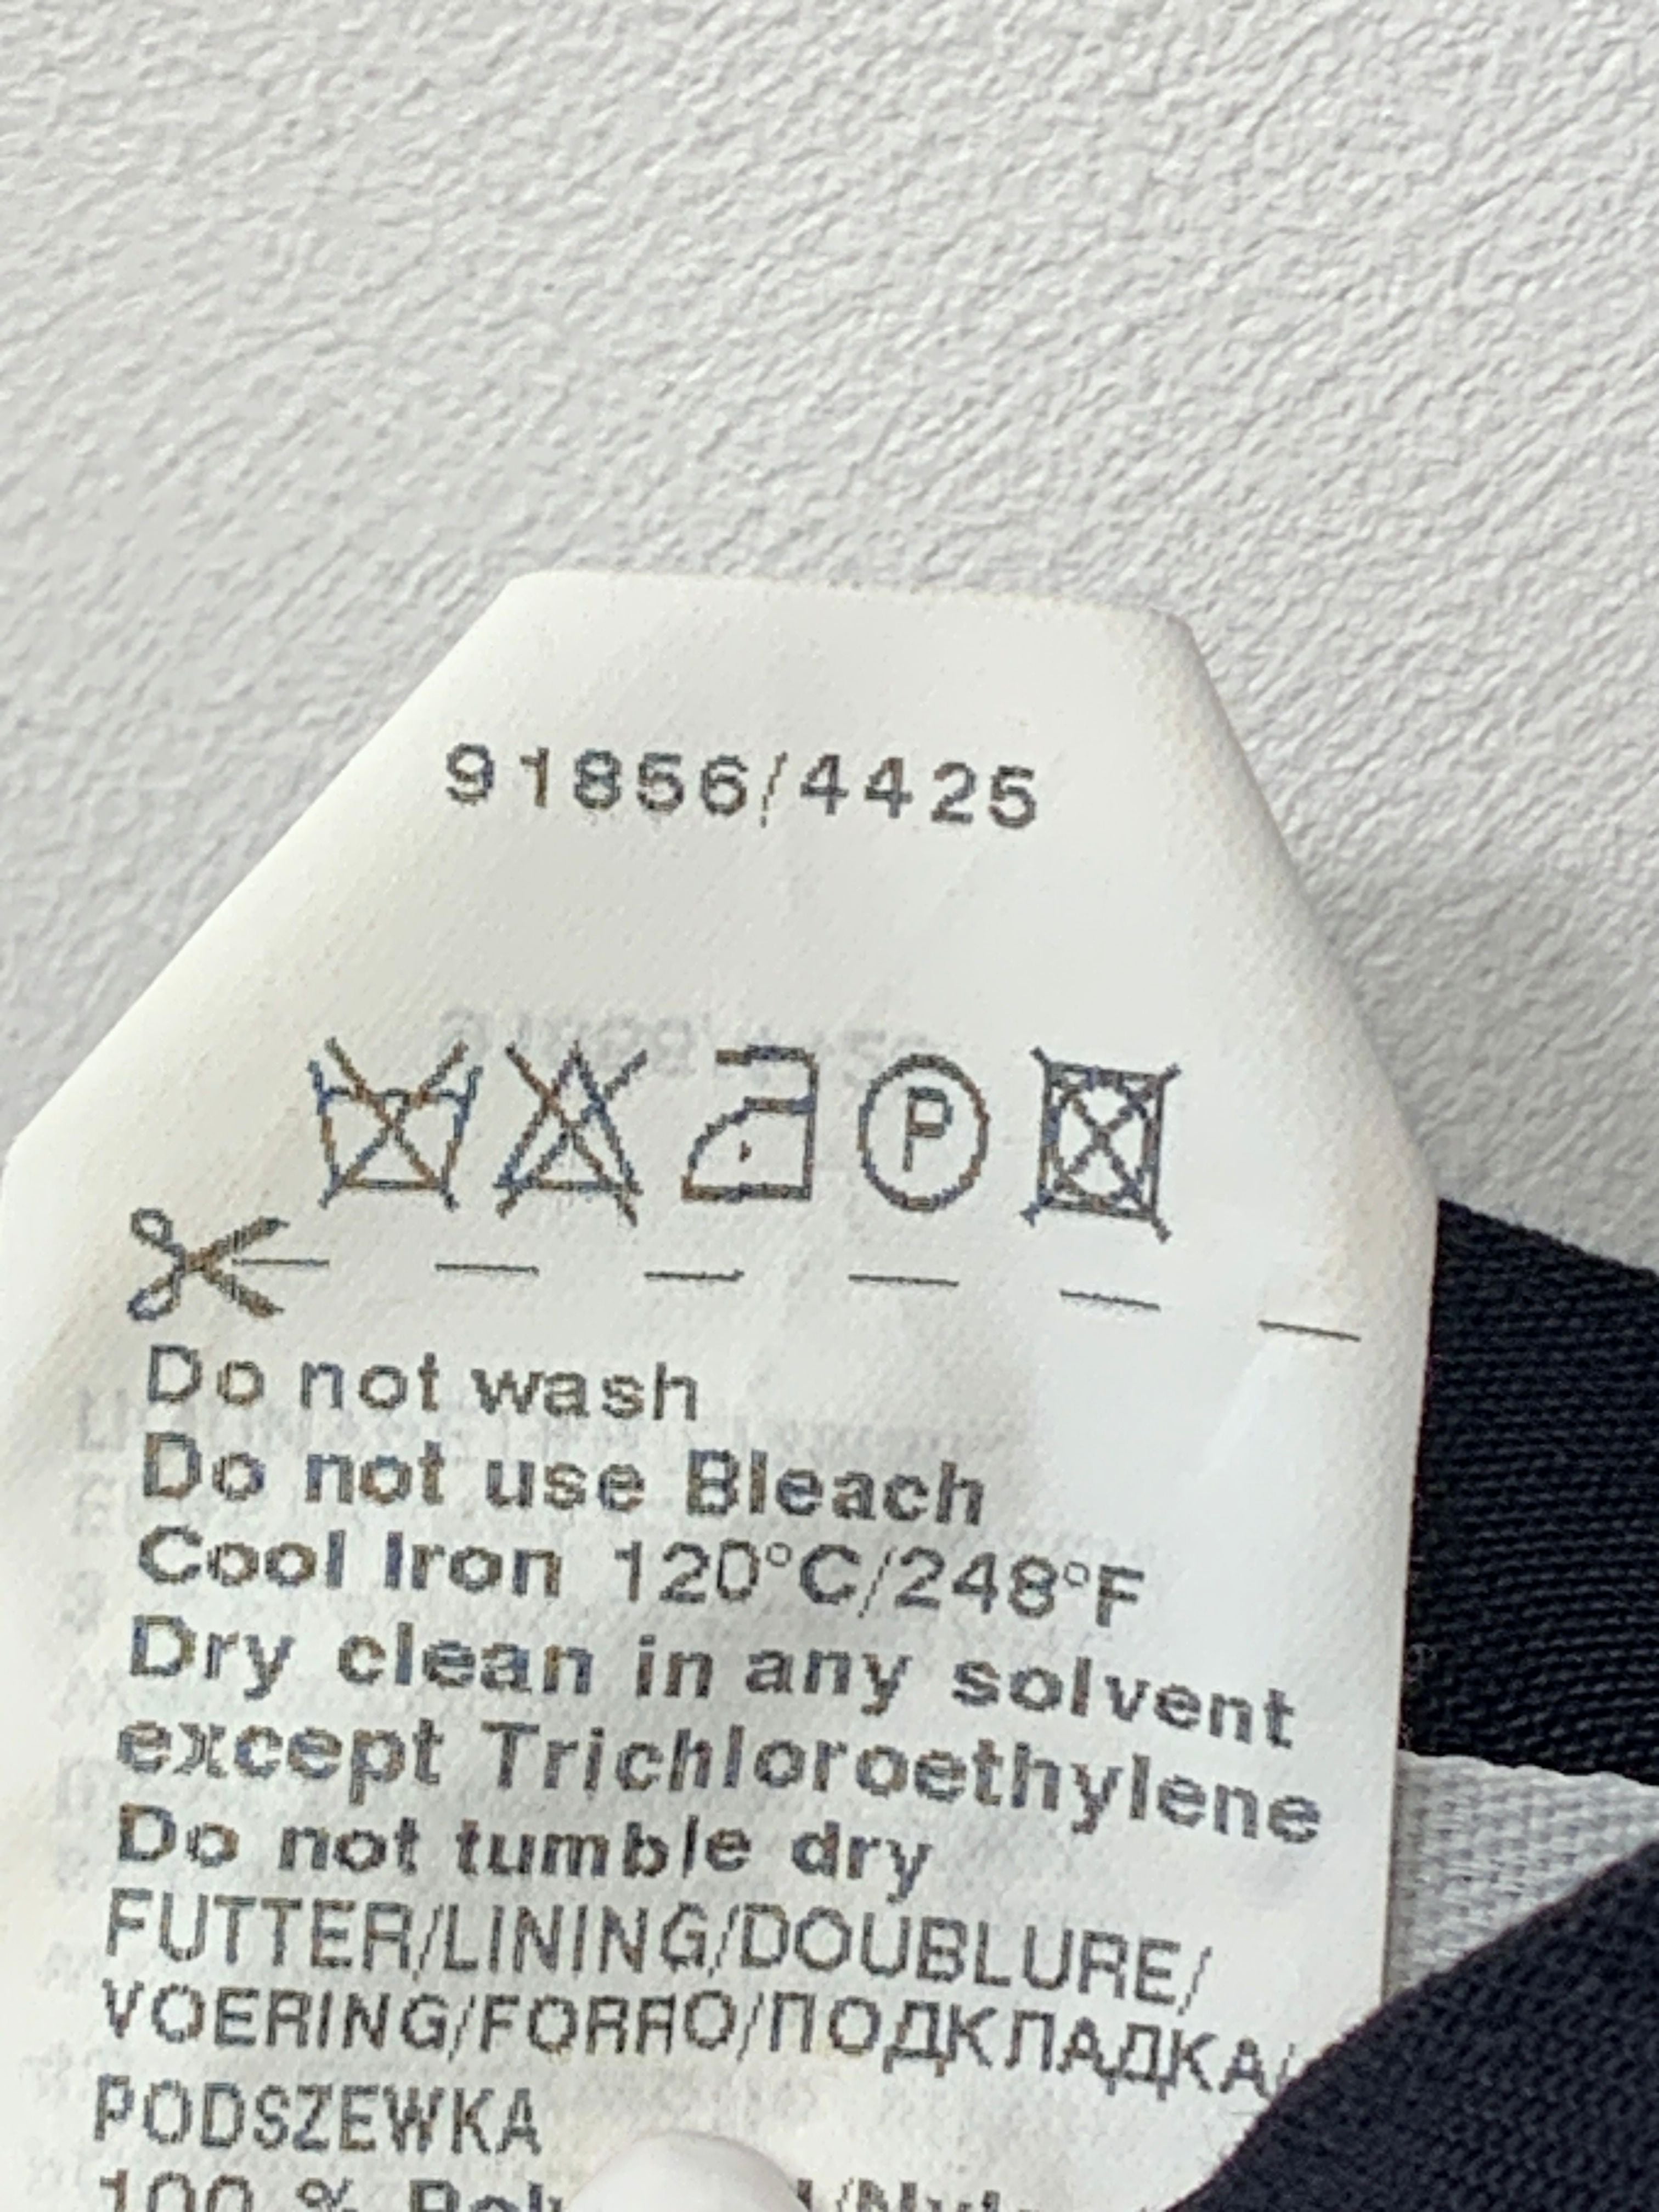 91856/4425
P
Do not wash
Do not use Bleach
Cool Iron 120°C/248°F
Dry clean in any solvent
except Trichloroethylene
Do not tumble dry
FUTTER/LINING/DOUBLURE/
VOERING/FORRO/ПОДКЛАДКА/
PODSZEWKA
100 %